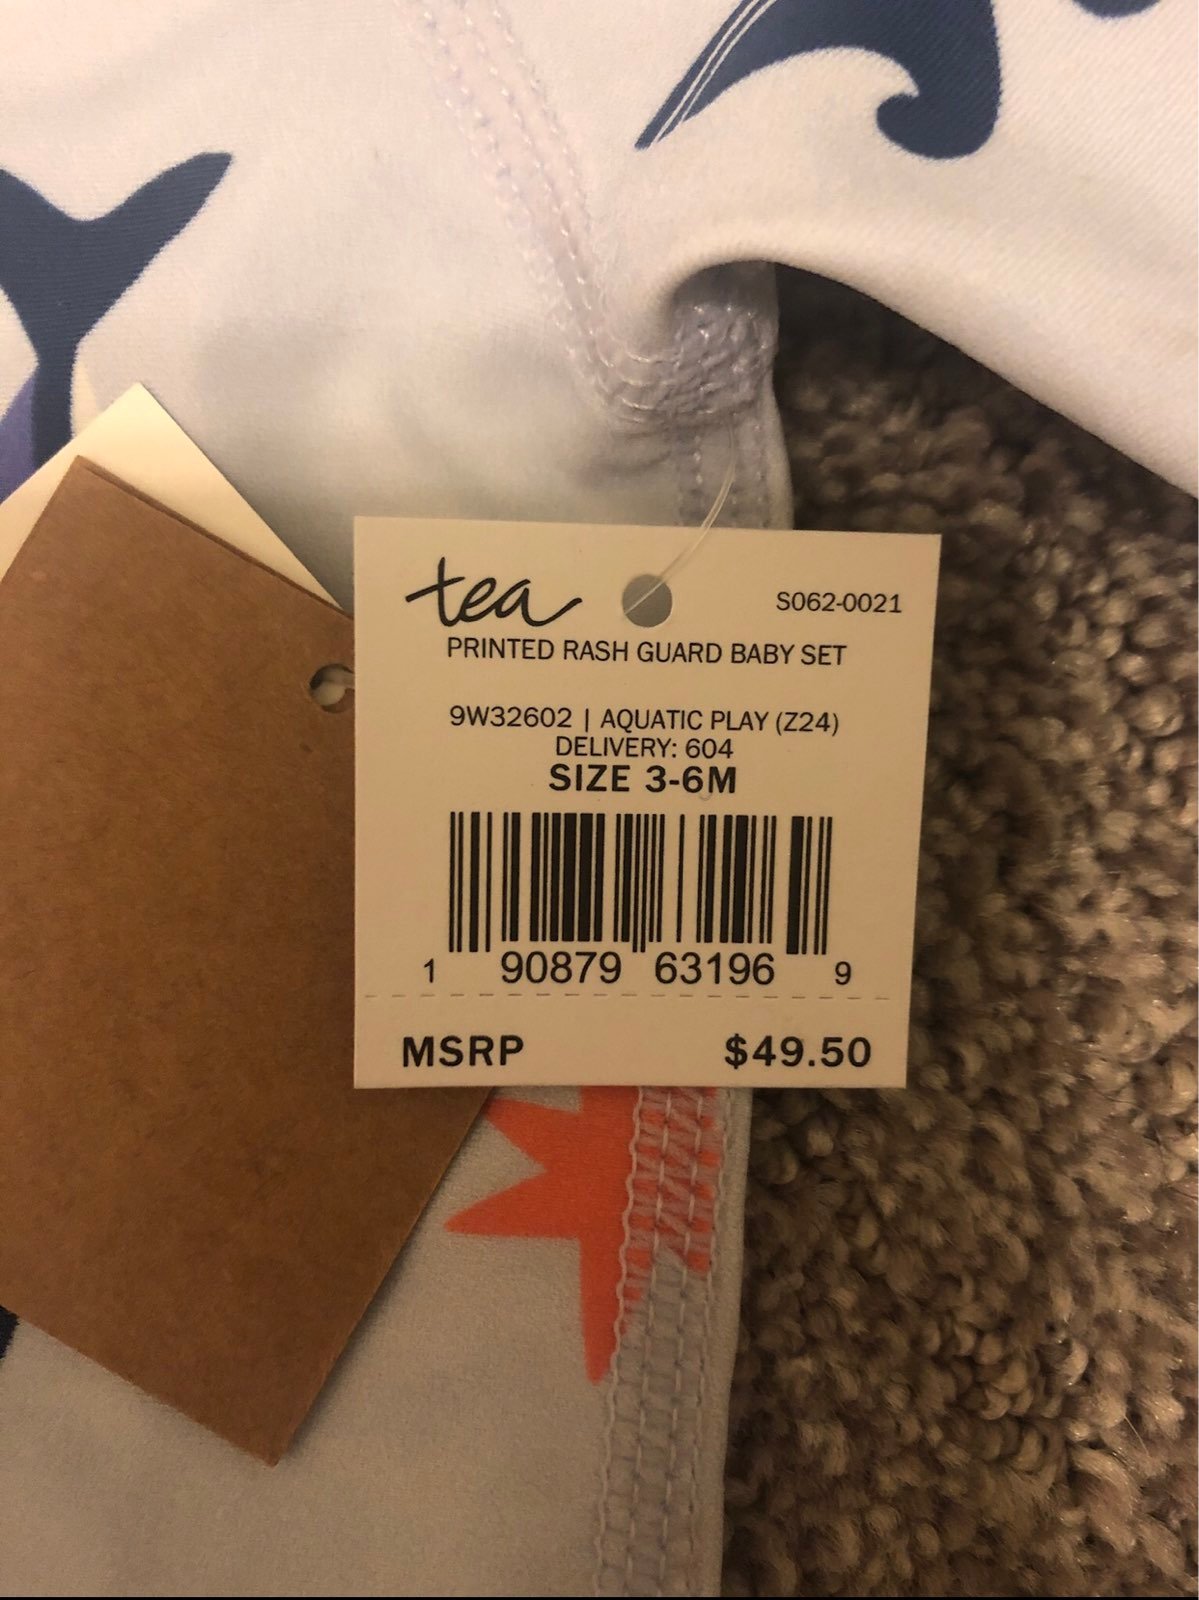 tea
S062-0021
PRINTED RASH GUARD BABY SET
9W32602 | AQUATIC PLAY (Z24)
DELIVERY: 604
SIZE 3-6M
1 90879 63196 9
MSRP $49.50